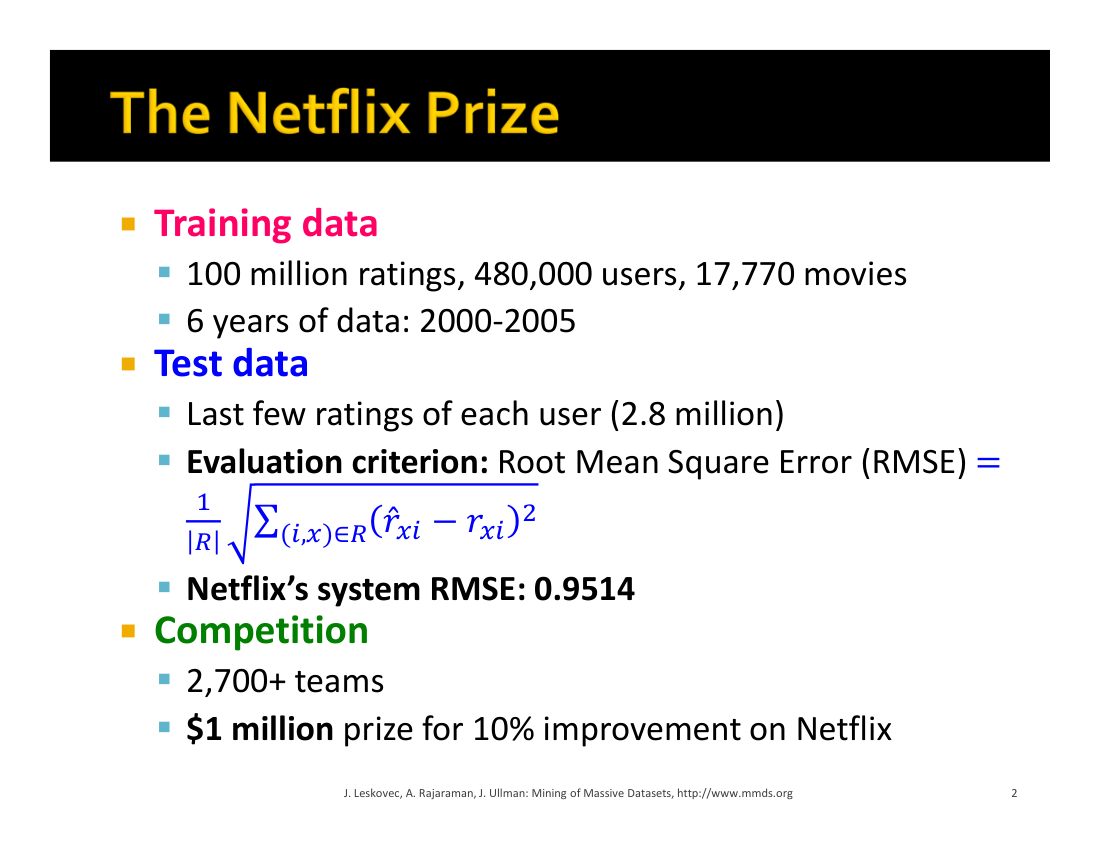 The Netflix Prize
Training data
100 million ratings, 480,000 users, 17,770 movies
6 years of data: 2000-2005
Test data
Last few ratings of each user (2.8 million)
Evaluation criterion: Root Mean Square Error (RMSE) =
$\frac{1}{|R|}\sqrt{\sum_{(i,x)\in R}(\hat{r}_{xi} - r_{xi})^2}$
Netflix’s system RMSE: 0.9514
Competition
2,700+ teams
$1 million prize for 10% improvement on Netflix
J. Leskovec, A. Rajaraman, J. Ullman: Mining of Massive Datasets, http://www.mmds.org 2